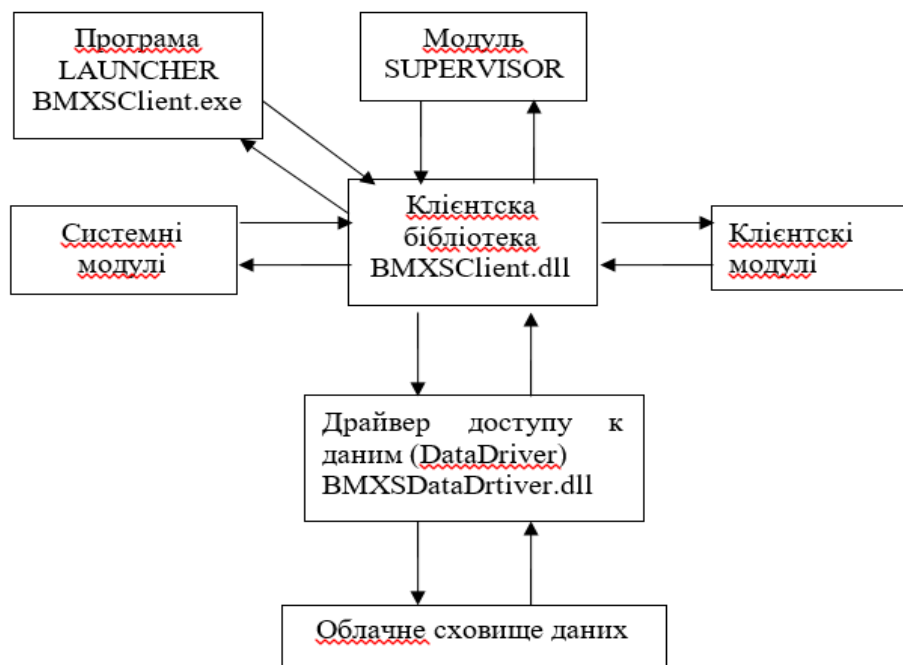 Програма
LAUNCHER
BMXSClient.exe
Модуль
SUPERVISOR
Системні
модулі
Клієнтска
бібліотека
BMXSClient.dll
Клієнтскі
модулі
Драйвер доступу к
даним (DataDriver)
BMXSDataDrtiver.dll
Облачне сховище даних